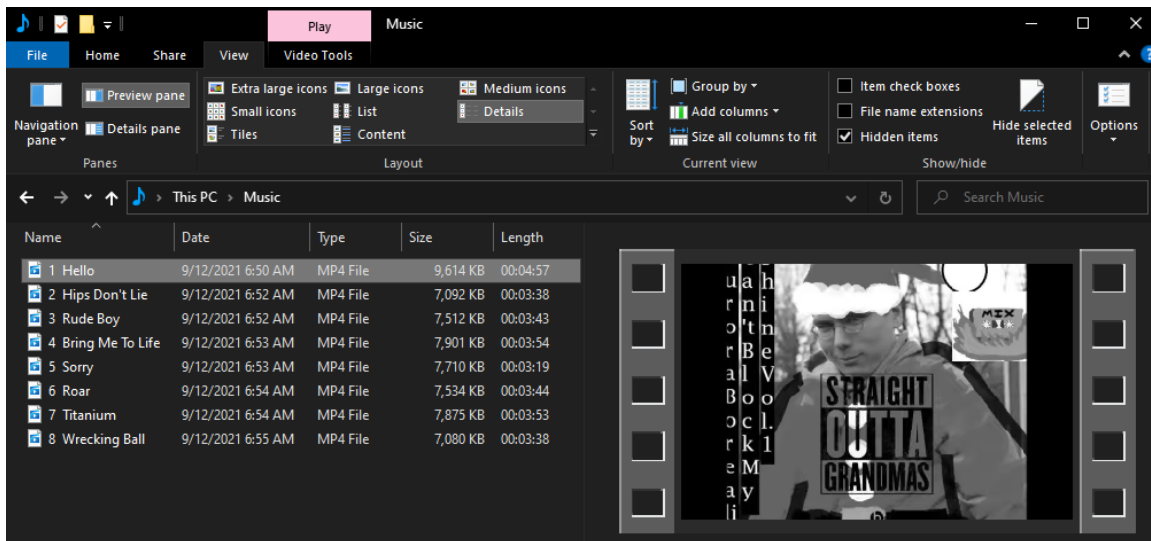 Play Music
File Home Share View Video Tools
Navigation pane
Preview pane
Details pane
Panes
Extra large icons Large icons Medium icons
Small icons List Details
Tiles Content
Layout
Sort by
Group by
Add columns
Size all columns to fit
Current view
Item check boxes
File name extensions
Hidden items
Hide selected items
Show/hide
Options
This PC > Music
Search Music
Name Date Type Size Length
1 Hello 9/12/2021 6:50 AM MP4 File 9,614 KB 00:04:57
2 Hips Don't Lie 9/12/2021 6:52 AM MP4 File 7,092 KB 00:03:38
3 Rude Boy 9/12/2021 6:52 AM MP4 File 7,512 KB 00:03:43
4 Bring Me To Life 9/12/2021 6:53 AM MP4 File 7,901 KB 00:03:54
5 Sorry 9/12/2021 6:53 AM MP4 File 7,710 KB 00:03:19
6 Roar 9/12/2021 6:54 AM MP4 File 7,534 KB 00:03:44
7 Titanium 9/12/2021 6:54 AM MP4 File 7,875 KB 00:03:53
8 Wrecking Ball 9/12/2021 6:55 AM MP4 File 7,080 KB 00:03:38
MIX
STRAIGHT
OUTTA
GRANDMAS